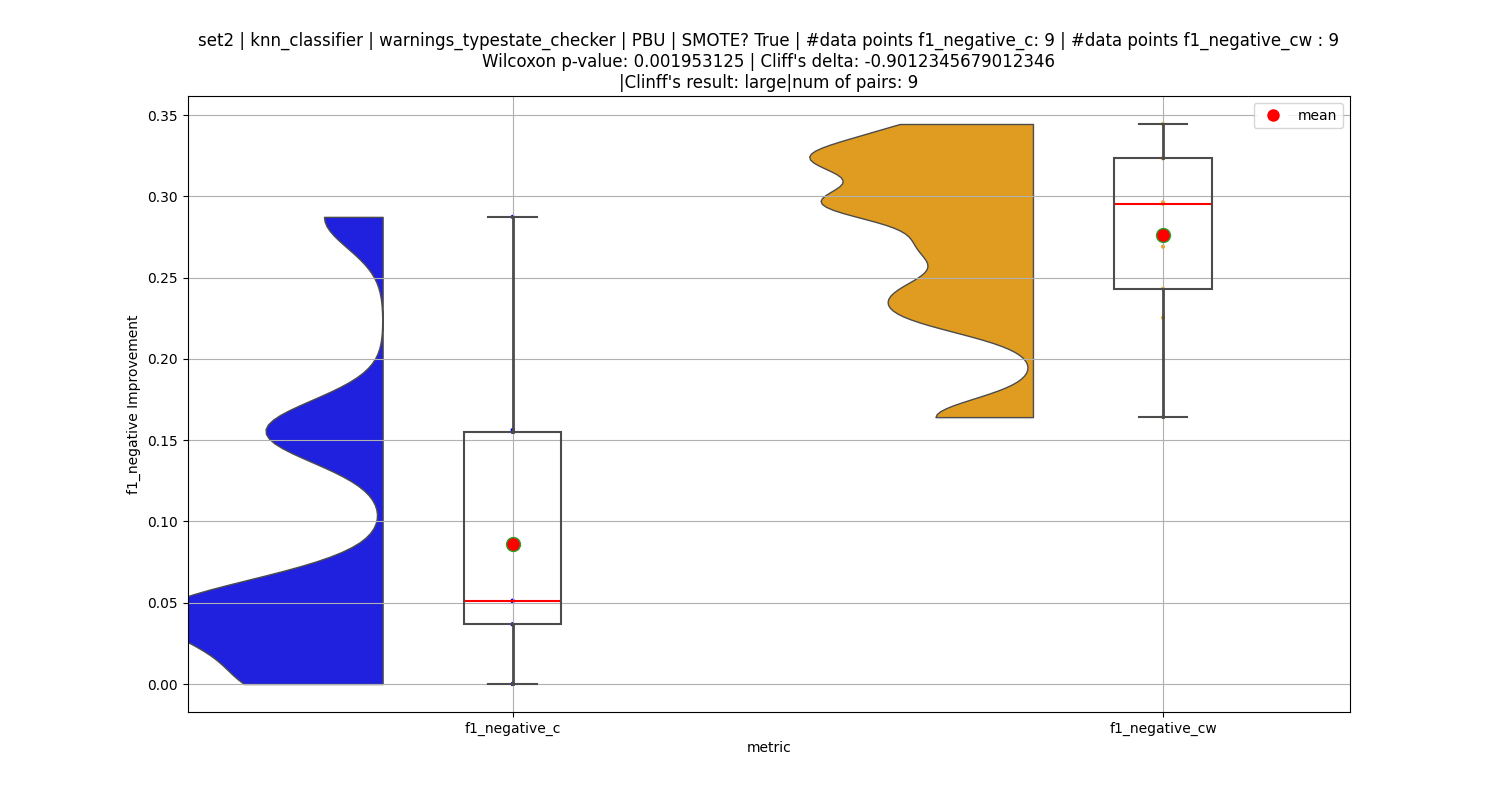 set2 | knn_classifier | warnings_typestate_checker | PBU | SMOTE? True | #data points f1_negative_c: 9 | #data points f1_negative_cw : 9
Wilcoxon p-value: 0.001953125 | Cliff's delta: -0.9012345679012346
|Clinff's result: large|num of pairs: 9
mean
0.35
0.30
0.25
0.20
0.15
0.10
0.05
0.00
f1_negative Improvement
f1_negative_c
f1_negative_cw
metric